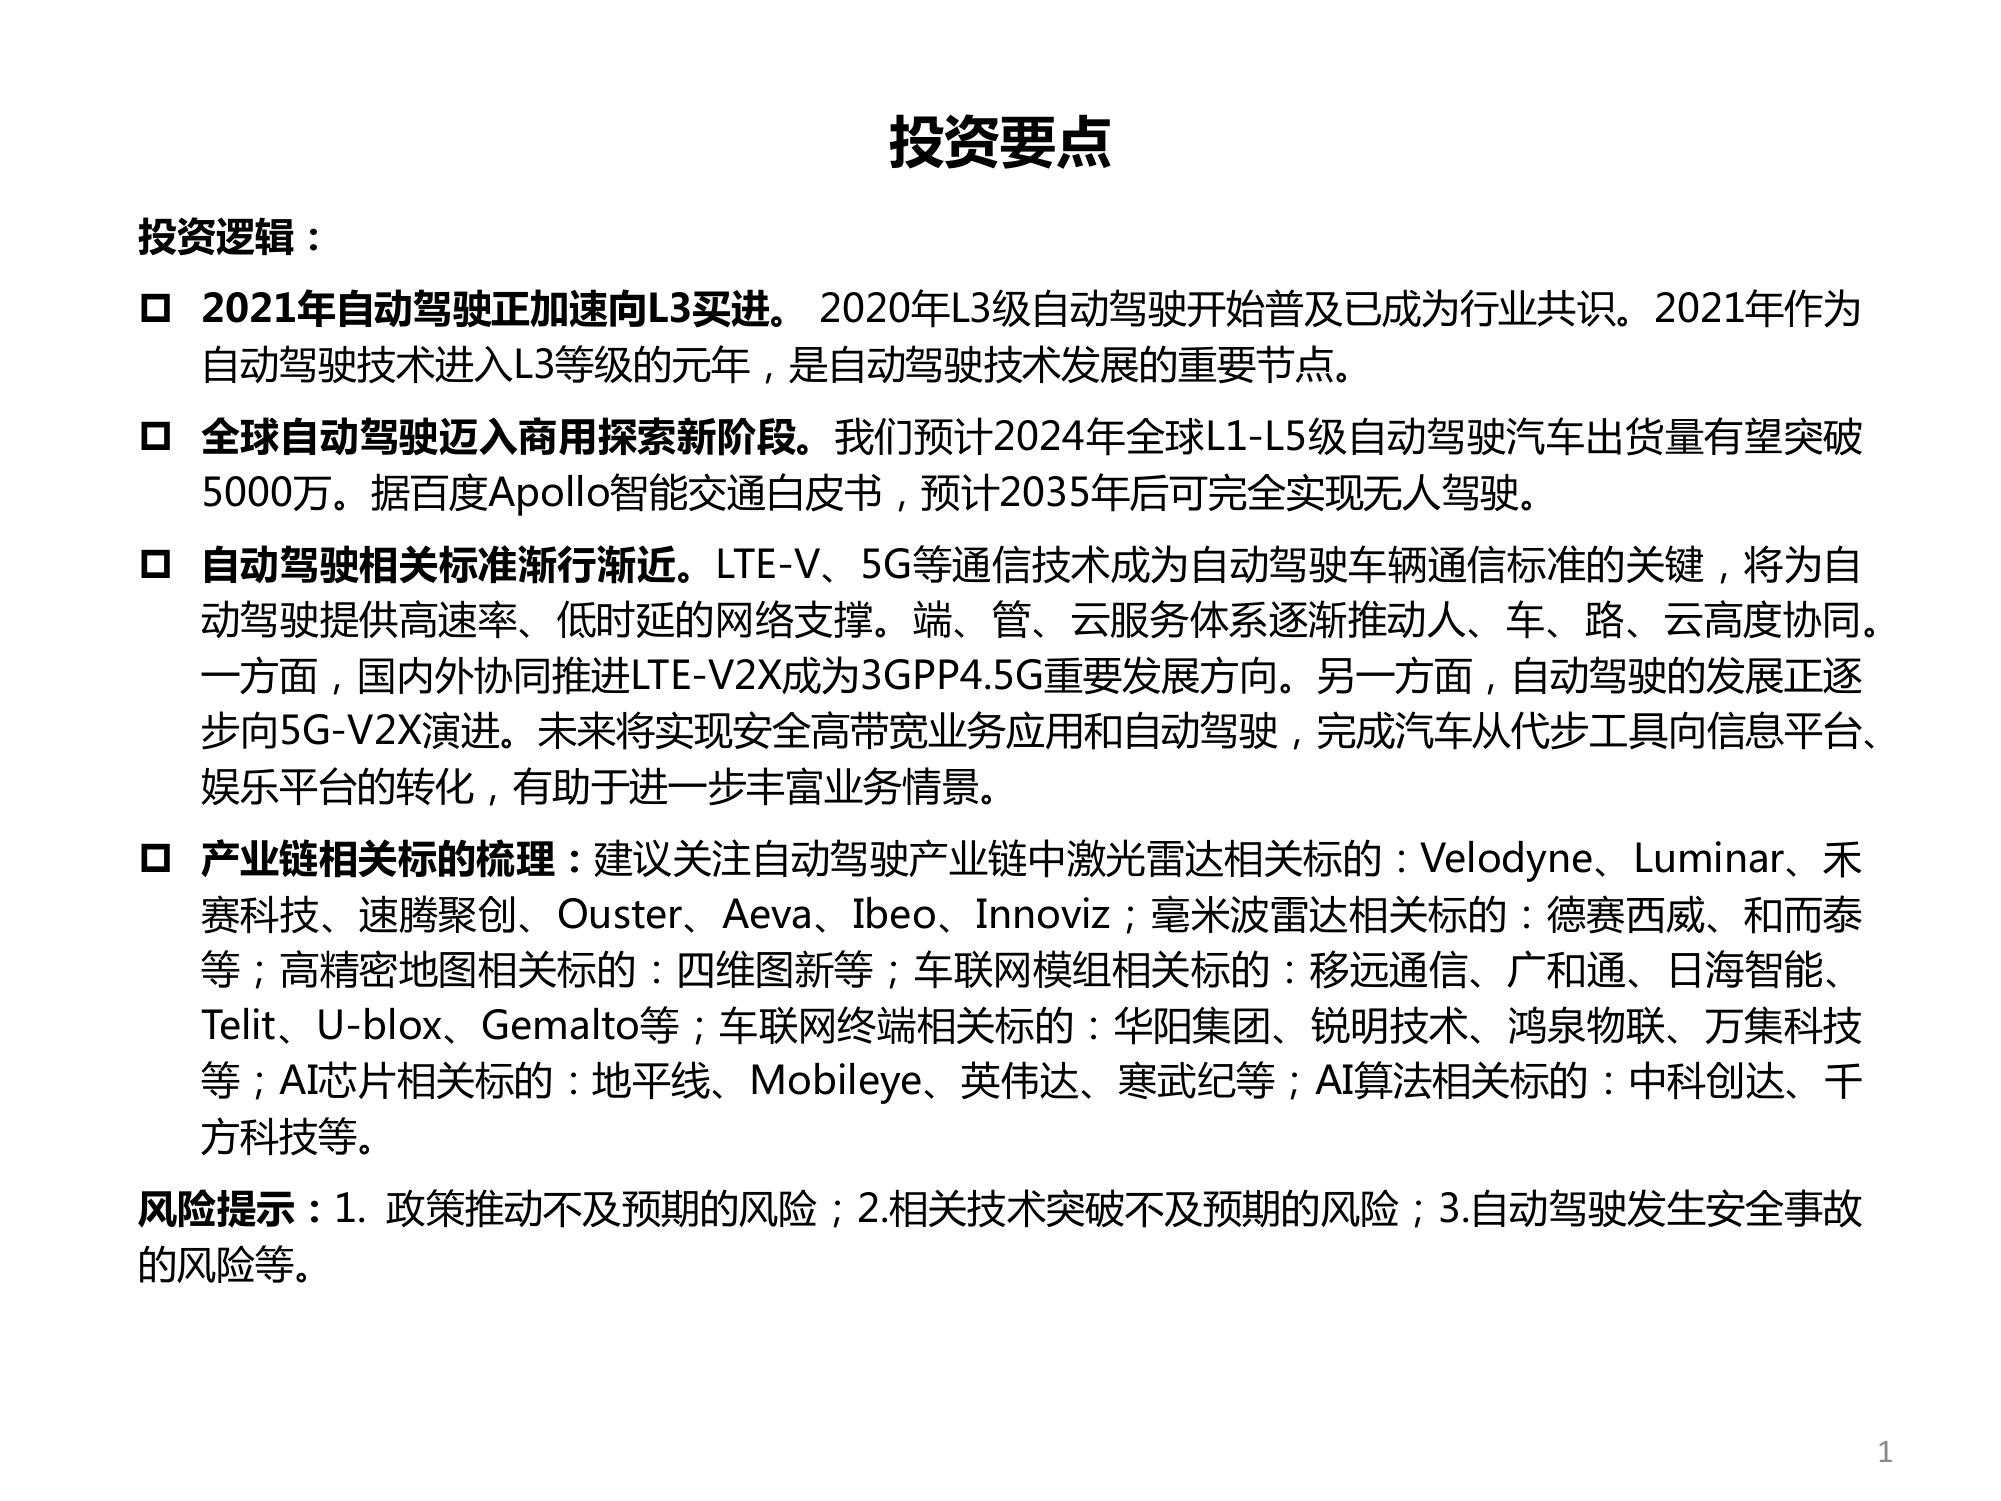 投资要点
投资逻辑：
2021年自动驾驶正加速向L3买进。 2020年L3级自动驾驶开始普及已成为行业共识。2021年作为
自动驾驶技术进入L3等级的元年，是自动驾驶技术发展的重要节点。
全球自动驾驶迈入商用探索新阶段。我们预计2024年全球L1-L5级自动驾驶汽车出货量有望突破
5000万。据百度Apollo智能交通白皮书，预计2035年后可完全实现无人驾驶。
自动驾驶相关标准渐行渐近。LTE-V、5G等通信技术成为自动驾驶车辆通信标准的关键，将为自
动驾驶提供高速率、低时延的网络支撑。端、管、云服务体系逐渐推动人、车、路、云高度协同。
一方面，国内外协同推进LTE-V2X成为3GPP4.5G重要发展方向。另一方面，自动驾驶的发展正逐
步向5G-V2X演进。未来将实现安全高带宽业务应用和自动驾驶，完成汽车从代步工具向信息平台、
娱乐平台的转化，有助于进一步丰富业务情景。
产业链相关标的梳理：建议关注自动驾驶产业链中激光雷达相关标的：Velodyne、Luminar、禾
赛科技、速腾聚创、Ouster、Aeva、Ibeo、Innoviz；毫米波雷达相关标的：德赛西威、和而泰
等；高精密地图相关标的：四维图新等；车联网模组相关标的：移远通信、广和通、日海智能、
Telit、U-blox、Gemalto等；车联网终端相关标的：华阳集团、锐明技术、鸿泉物联、万集科技
等；AI芯片相关标的：地平线、Mobileye、英伟达、寒武纪等；AI算法相关标的：中科创达、千
方科技等。
风险提示：1. 政策推动不及预期的风险；2.相关技术突破不及预期的风险；3.自动驾驶发生安全事故
的风险等。
1